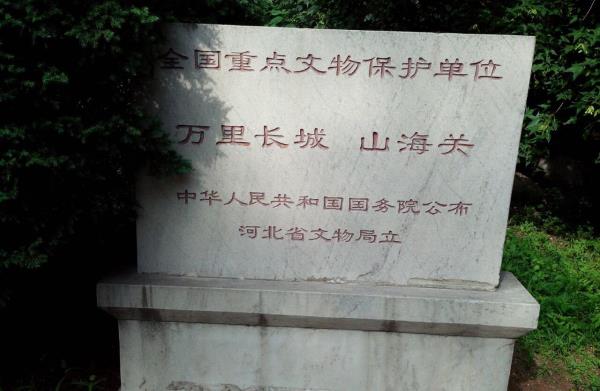 全国重点文物保护单位
万里长城 山海关
中华人民共和国国务院公布
河北省文物局立